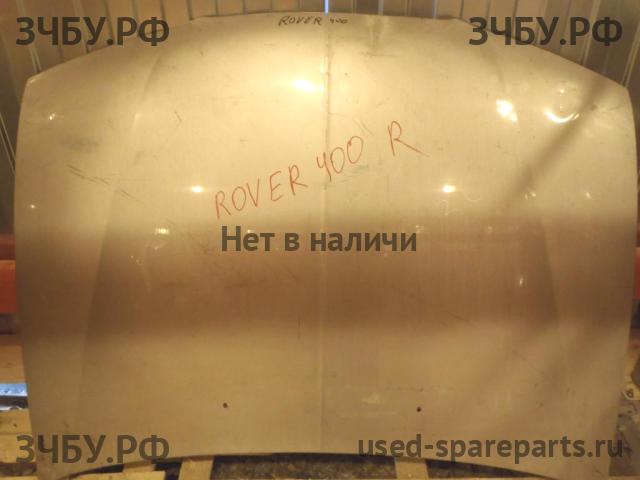 ЗЧБУ.РФ
ROVER 400
ЗЧБУ.РФ
ROVER 400 R
Нет в наличи
ЗЧБУ.РФ
used-spareparts.ru